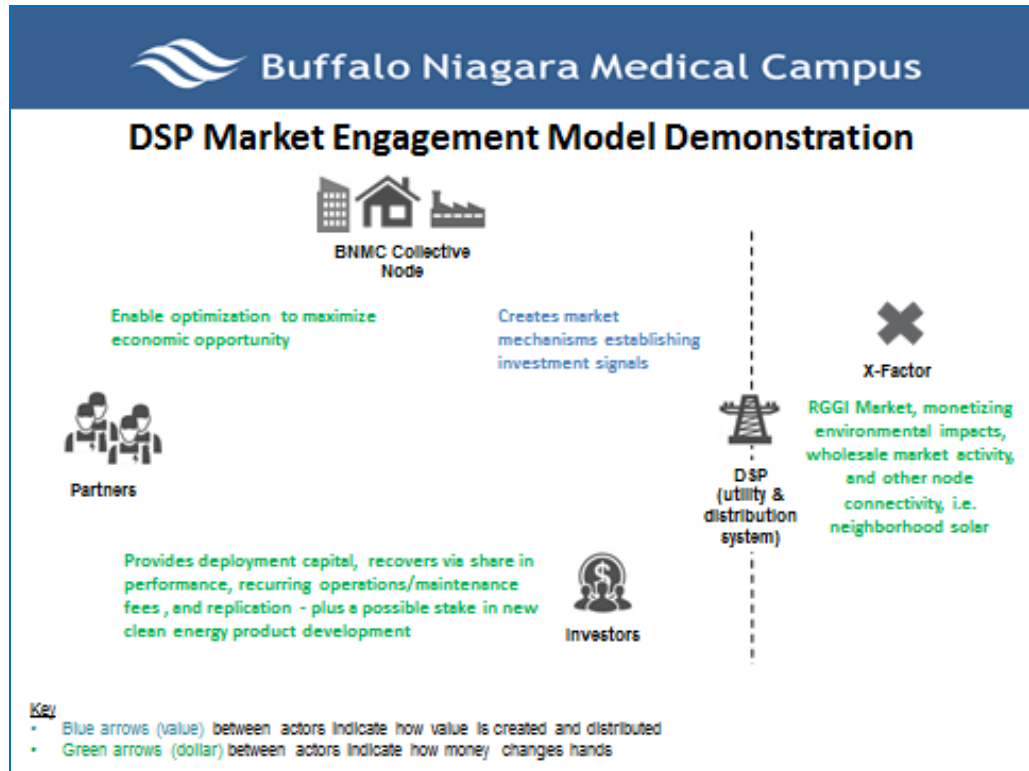 Buffalo Niagara Medical Campus
DSP Market Engagement Model Demonstration
BNMC Collective
Node
Enable optimization to maximize
economic opportunity
Creates market
mechanisms establishing
investment signals
X-Factor
RGGI Market, monetizing
environmental impacts,
wholesale market activity,
and other node
connectivity, i.e.
neighborhood solar
Partners
DSP
(utility &
distribution
system)
Provides deployment capital, recovers via share in
performance, recurring operations/maintenance
fees , and replication - plus a possible stake in new
clean energy product development
$
Investors
Key
• Blue arrows (value) between actors indicate how value is created and distributed
• Green arrows (dollar) between actors indicate how money changes hands